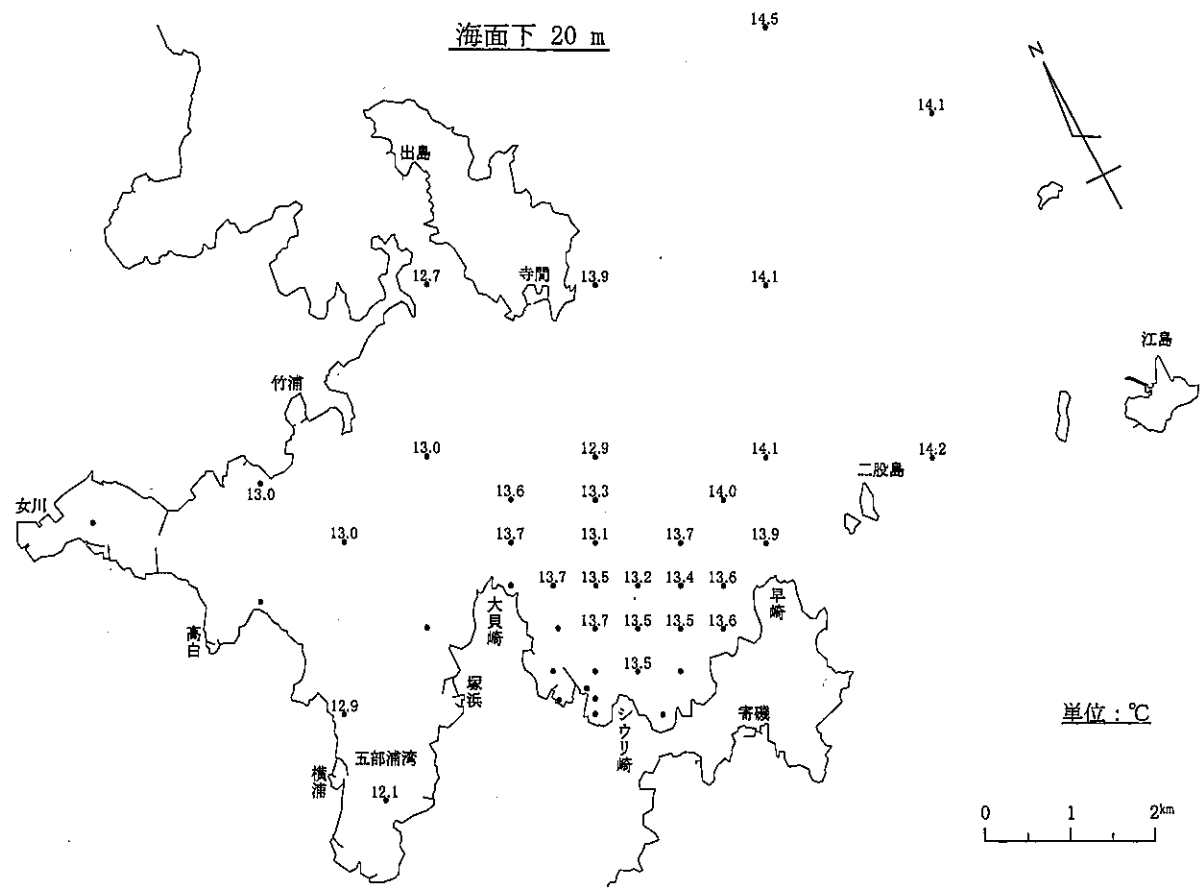 14.5
海面下 20 m
N
14.1
出島
12.7
寺間
13.9
14.1
江島
竹浦
13.0
12.9
14.1
14.2
二股島
女川
13.0
13.6
13.3
14.0
13.0
13.7
13.1
13.7
13.9
13.7
13.5
13.2
13.4
13.6
大貝崎
早崎
高白
13.7
13.5
13.5
13.6
13.5
塚浜
12.9
シウリ崎
寄磯
単位:℃
五部浦湾
横浦
12.1
0 1 2km